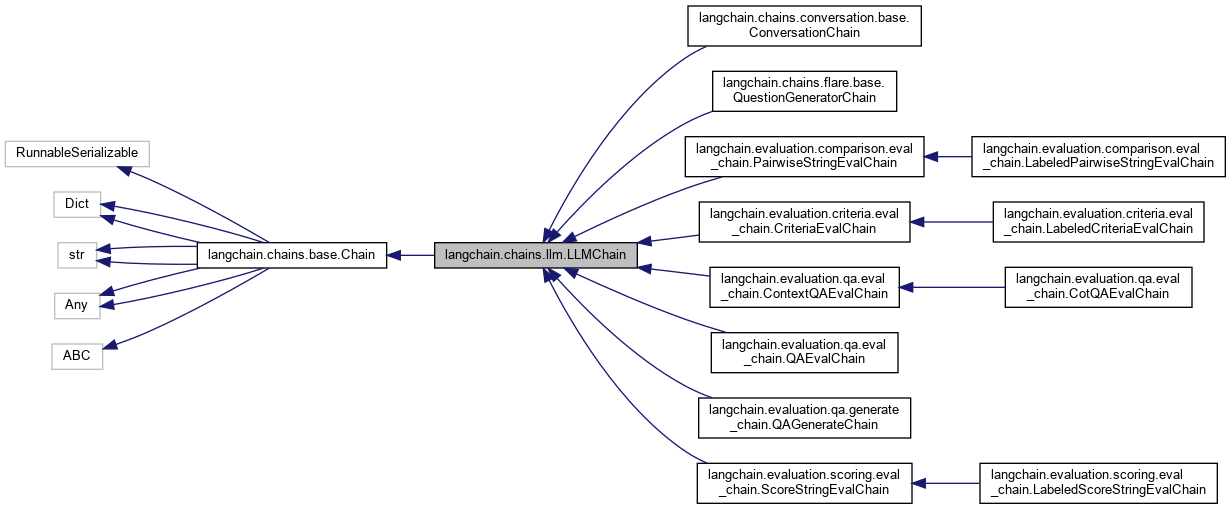 langchain.chains.conversation.base.
ConversationChain
langchain.chains.flare.base.
QuestionGeneratorChain
RunnableSerializable
langchain.evaluation.comparison.eval
_chain.PairwiseStringEvalChain
langchain.evaluation.comparison.eval
_chain.LabeledPairwiseStringEvalChain
Dict
langchain.evaluation.criteria.eval
_chain.CriteriaEvalChain
langchain.evaluation.criteria.eval
_chain.LabeledCriteriaEvalChain
str
langchain.chains.base.Chain
langchain.chains.llm.LLMChain
Any
langchain.evaluation.qa.eval
_chain.ContextQAEvalChain
langchain.evaluation.qa.eval
_chain.CotQAEvalChain
ABC
langchain.evaluation.qa.eval
_chain.QAEvalChain
langchain.evaluation.qa.generate
_chain.QAGenerateChain
langchain.evaluation.scoring.eval
_chain.ScoreStringEvalChain
langchain.evaluation.scoring.eval
_chain.LabeledScoreStringEvalChain